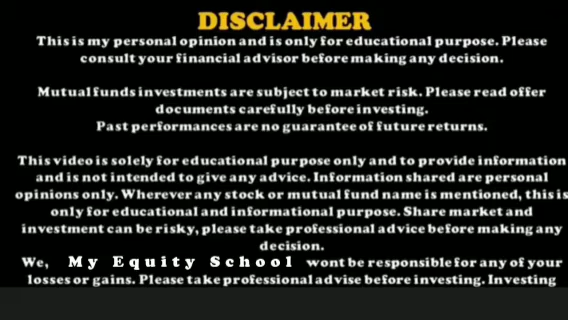 DISCLAIMER
This is my personal opinion and is only for educational purpose. Please
consult your financial advisor before making any decision.
Mutual funds investments are subject to market risk. Please read offer
documents carefully before investing.
Past performances are no guarantee of future returns.
This video is solely for educational purpose only and to provide information
and is not intended to give any advice. Information shared are personal
opinions only. Wherever any stock or mutual fund name is mentioned, this is
only for educational and informational purpose. Share market and
investment can be risky, please take professional advice before making any
decision.
We, My Equity School wont be responsible for any of your
losses or gains. Please take professional advise before investing. Investing